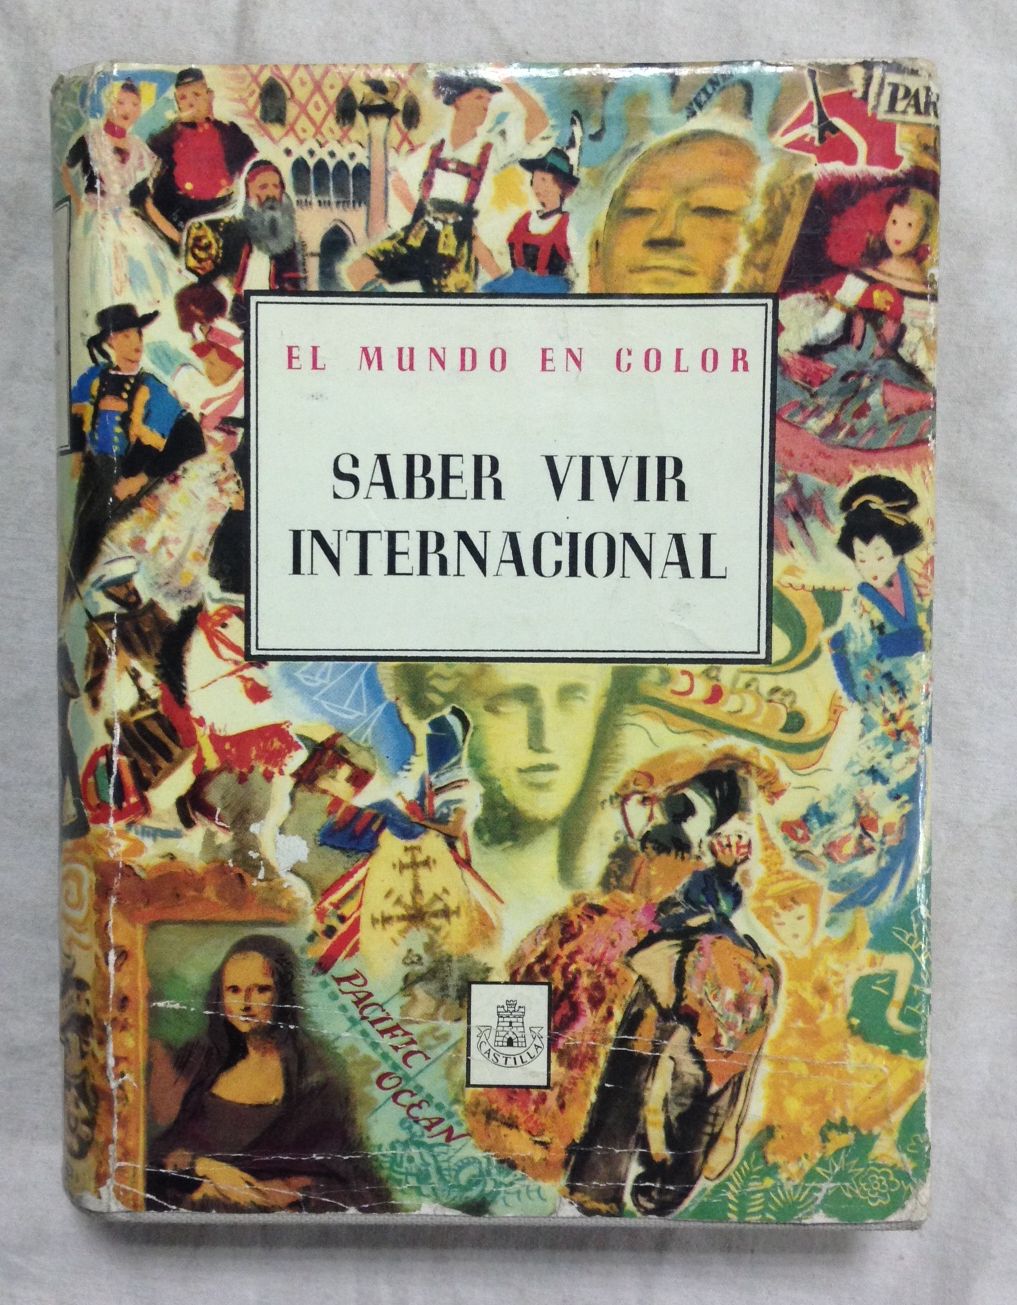 PAR
EL MUNDO EN COLOR
SABER VIVIR
INTERNACIONAL
PACIFIC
OCEAN
CASTILLA